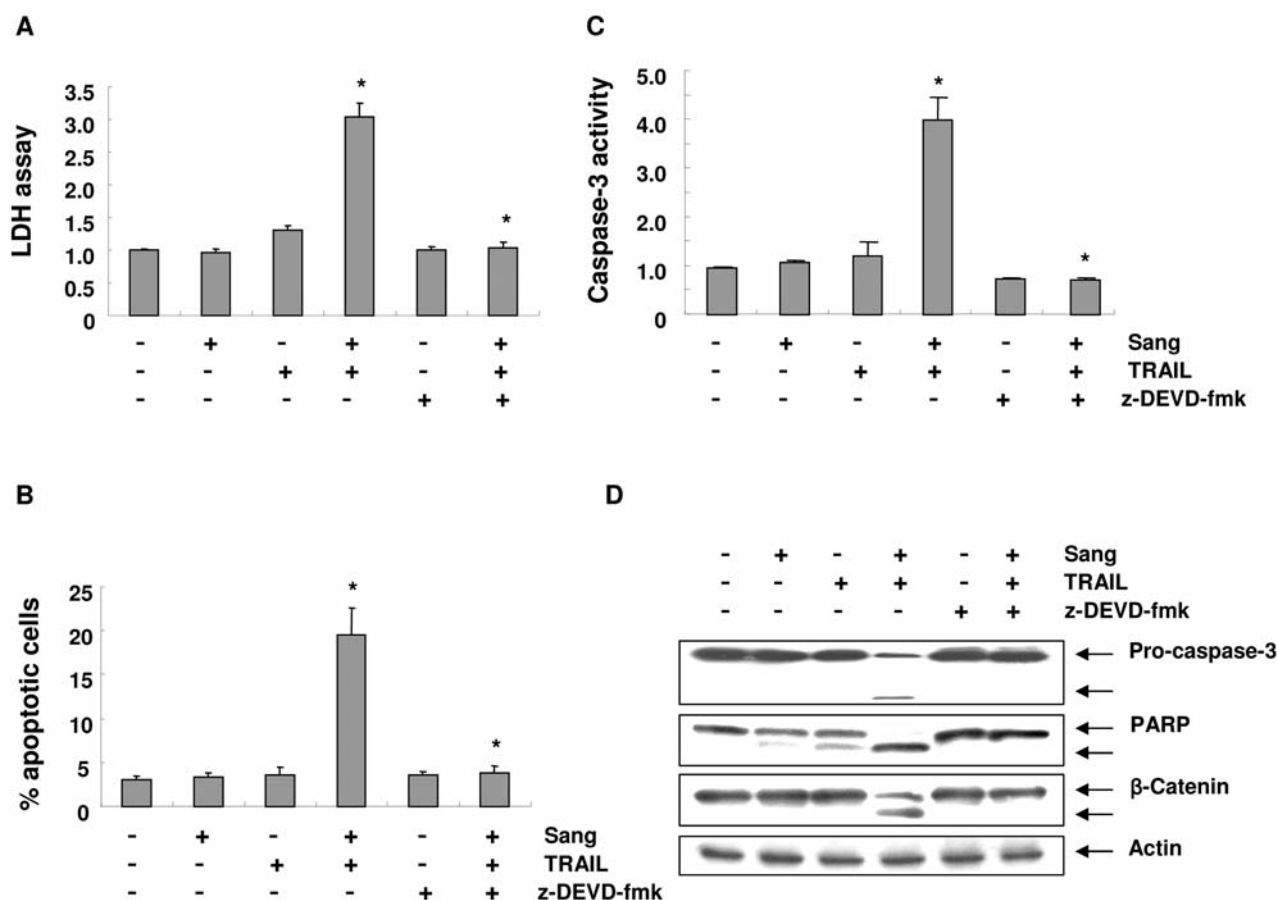 A
LDH assay
3.5
3.0
2.5
2.0
1.5
1.0
0.5
0
*
*
- + - + - +
- - + + - +
- - - - + +
C
Caspase-3 activity
5.0
4.0
3.0
2.0
1.0
0
*
*
- + - + - + Sang
- - + + - + TRAIL
- - - - + + z-DEVD-fmk
B
% apoptotic cells
25
20
15
10
5
0
*
*
- + - + - + Sang
- - + + - + TRAIL
- - - - + + z-DEVD-fmk
D
- + - + - + Sang
- - + + - + TRAIL
- - - - + + z-DEVD-fmk
Pro-caspase-3
PARP
β-Catenin
Actin